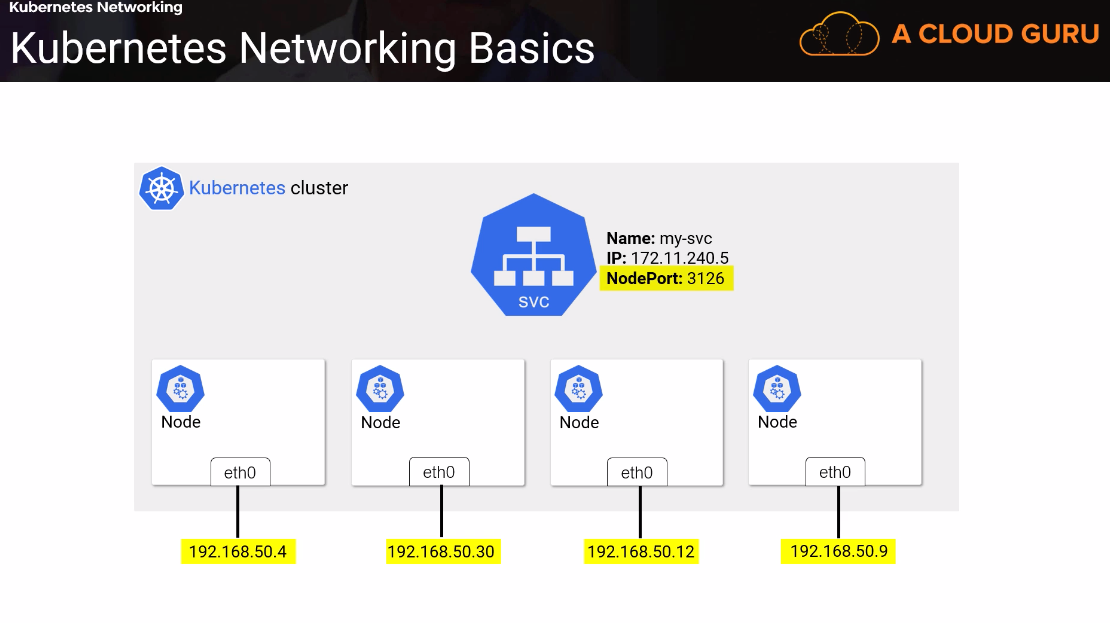 Kubernetes Networking
Kubernetes Networking Basics
A CLOUD GURU
Kubernetes cluster
Name: my-svc
IP: 172.11.240.5
NodePort: 3126
SVC
Node
Node
Node
Node
eth0
eth0
eth0
eth0
192.168.50.4
192.168.50.30
192.168.50.12
192.168.50.9